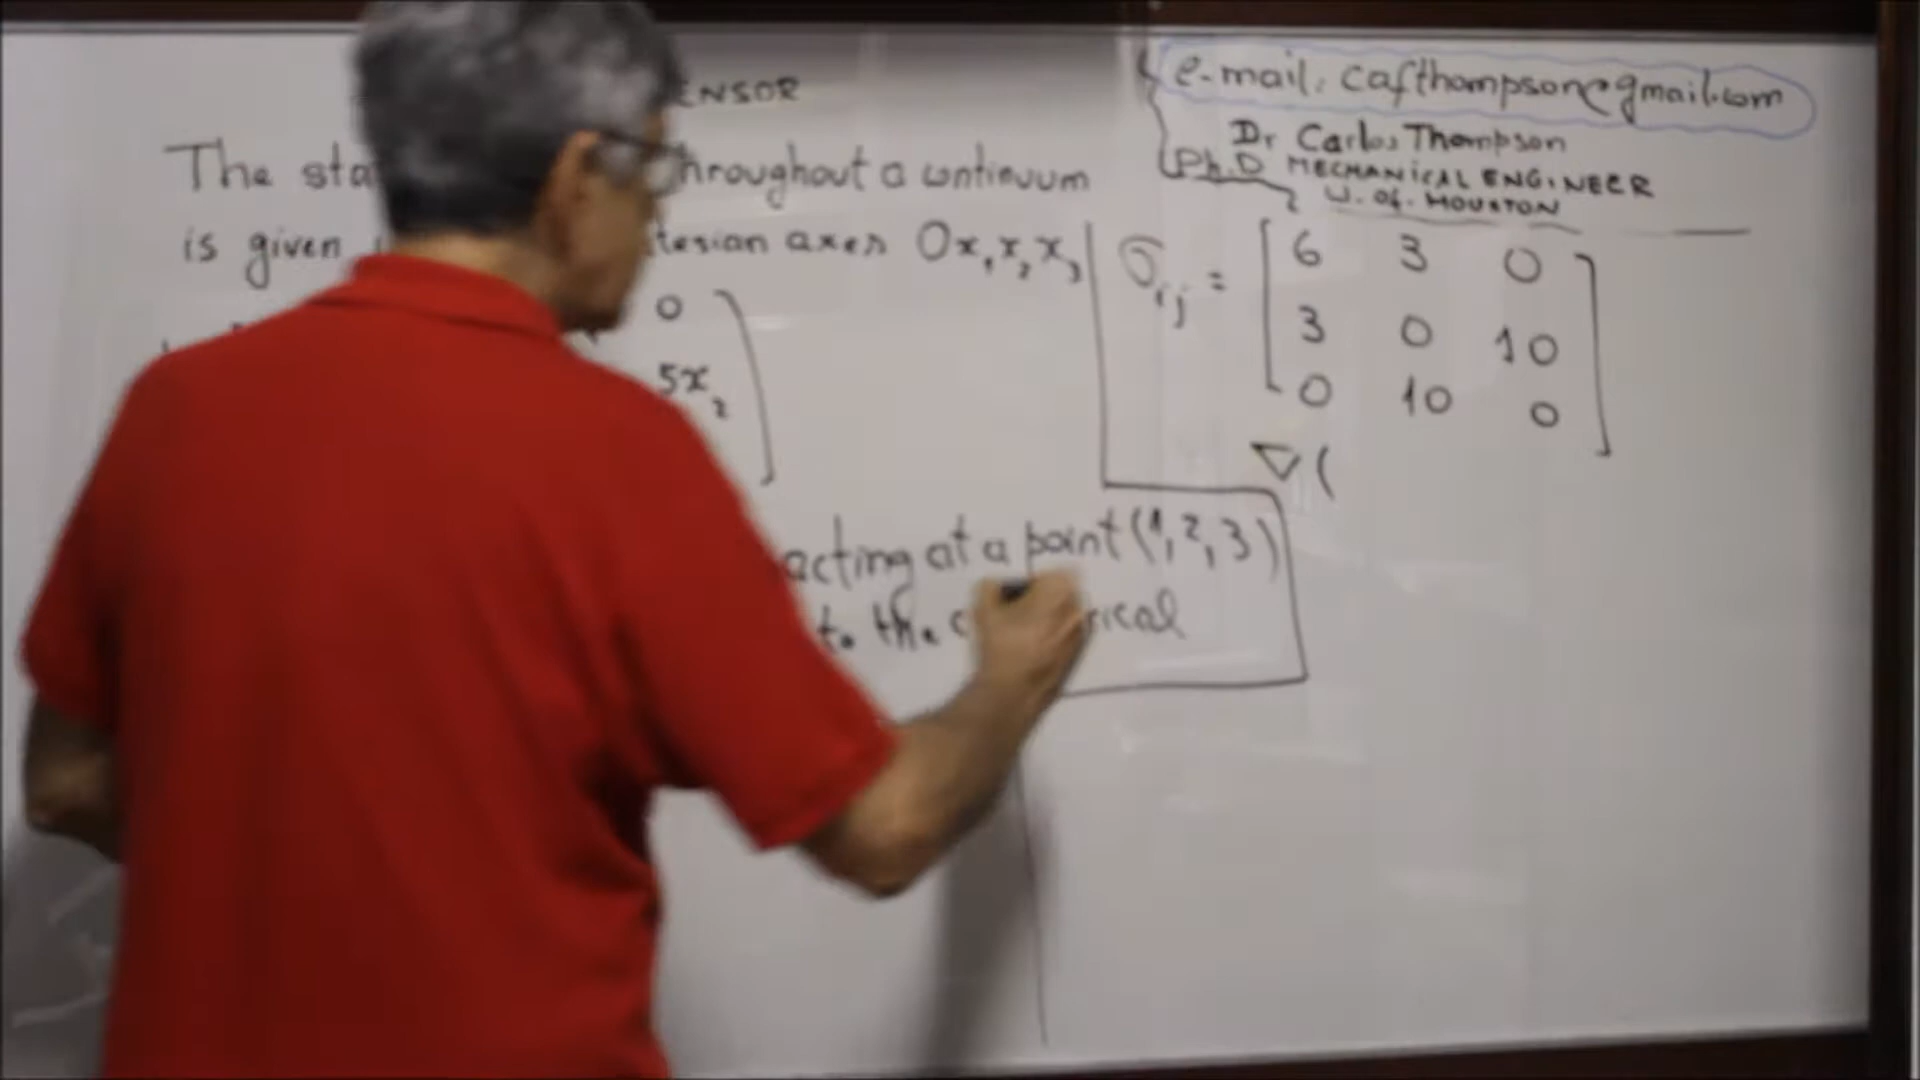 ENSOR
The sta hroughout a continuum
is given tesian axes Ox₁x₂x₃
0
5x₂
acting at a point (1, 2, 3)
to the c rical
e-mail: cafthompson@gmail.com
Dr Carlos Thompson
Ph.D MECHANICAL ENGINEER
U. of. HOUSTON
σij = [ 6 3 0
3 0 10
0 10 0 ]
∇(